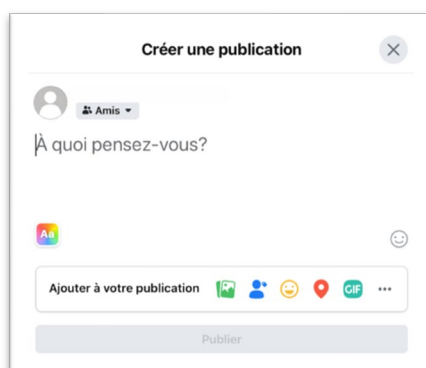 Créer une publication
Amis
À quoi pensez-vous?
Aa
Ajouter à votre publication GIF
Publier